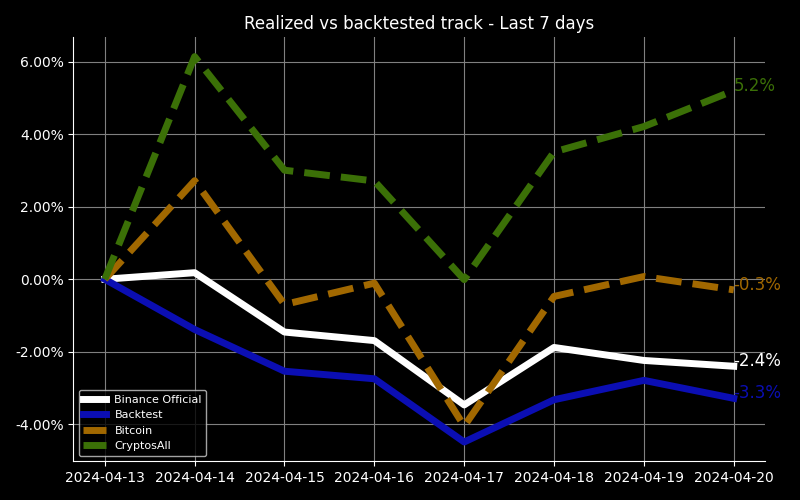 Realized vs backtested track - Last 7 days
6.00%
4.00%
2.00%
0.00%
-2.00%
-4.00%
5.2%
-0.3%
-2.4%
-3.3%
Binance Official
Backtest
Bitcoin
CryptosAll
2024-04-13 2024-04-14 2024-04-15 2024-04-16 2024-04-17 2024-04-18 2024-04-19 2024-04-20